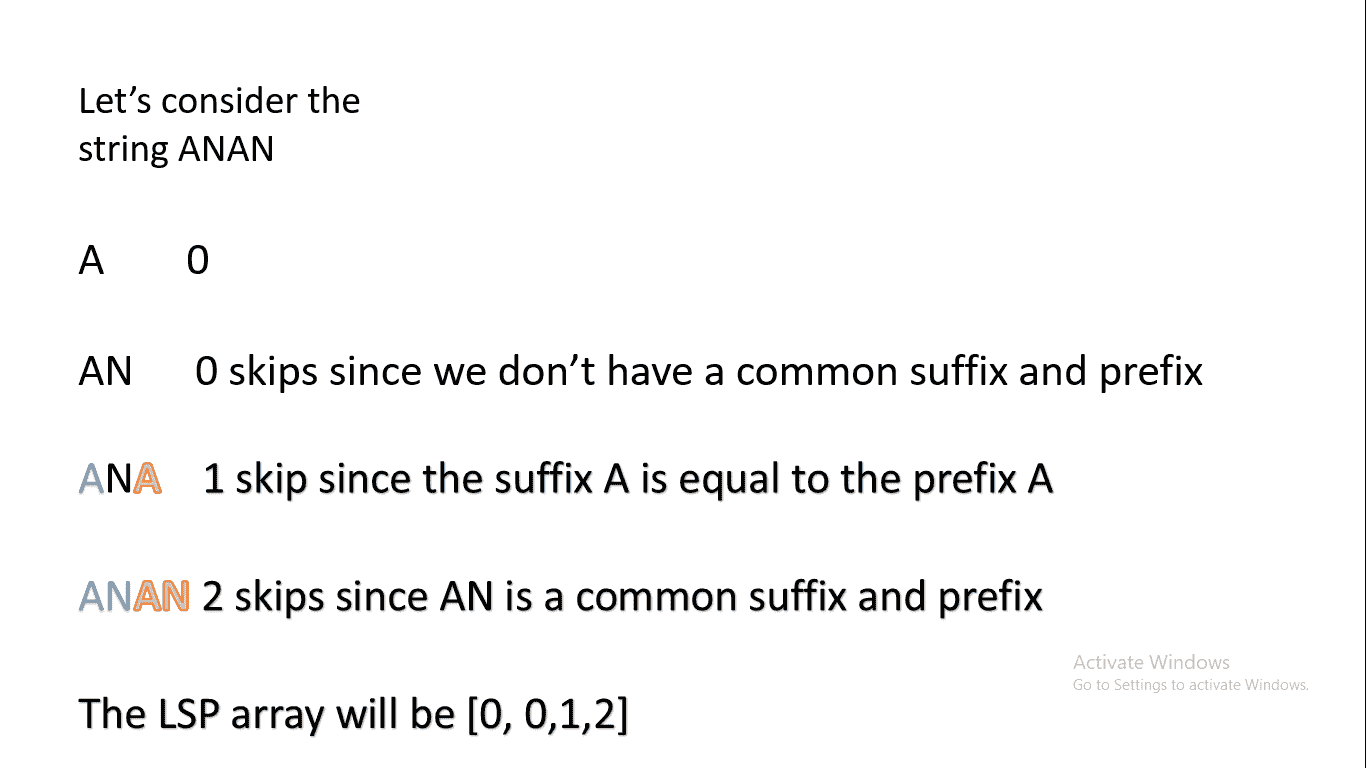 Let’s consider the
string ANAN
A 0
AN 0 skips since we don’t have a common suffix and prefix
ANA 1 skip since the suffix A is equal to the prefix A
ANAN 2 skips since AN is a common suffix and prefix
Activate Windows
Go to Settings to activate Windows.
The LSP array will be [0, 0,1,2]